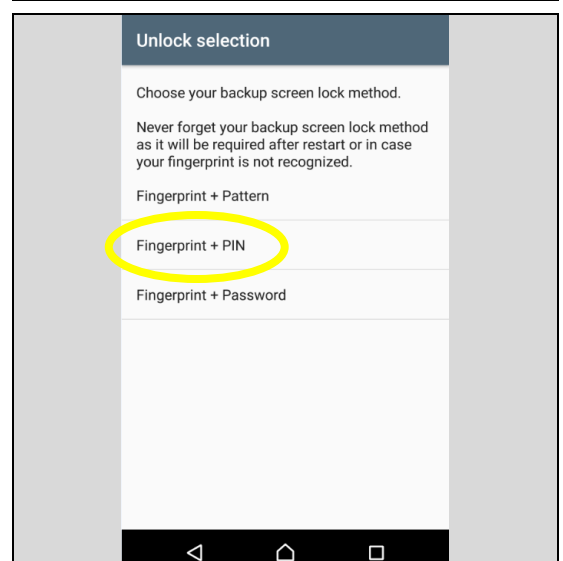 Unlock selection
Choose your backup screen lock method.
Never forget your backup screen lock method
as it will be required after restart or in case
your fingerprint is not recognized.
Fingerprint + Pattern
Fingerprint + PIN
Fingerprint + Password